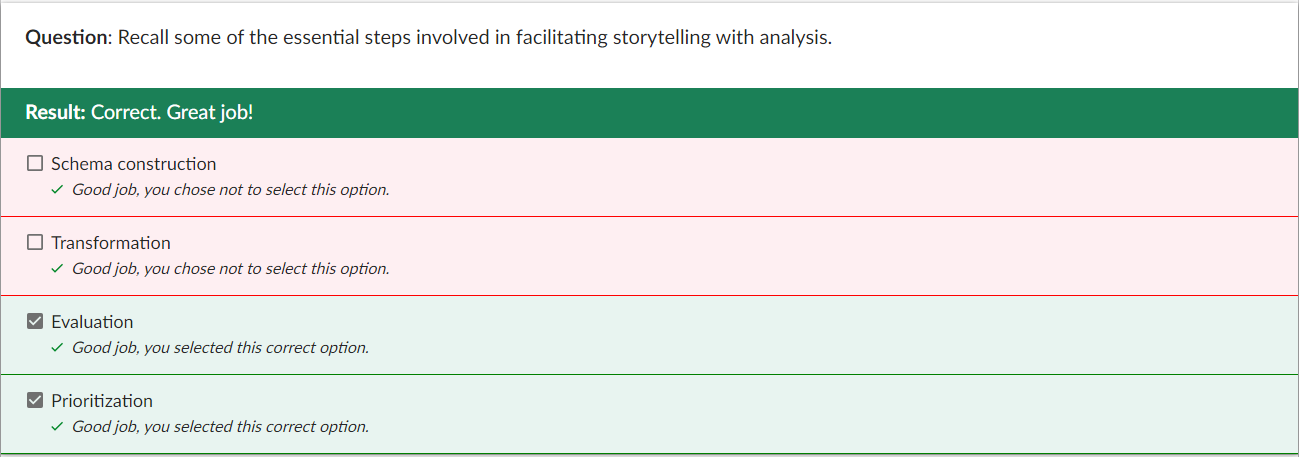 Question: Recall some of the essential steps involved in facilitating storytelling with analysis.
Result: Correct. Great job!
Schema construction
Good job, you chose not to select this option.
Transformation
Good job, you chose not to select this option.
Evaluation
Good job, you selected this correct option.
Prioritization
Good job, you selected this correct option.